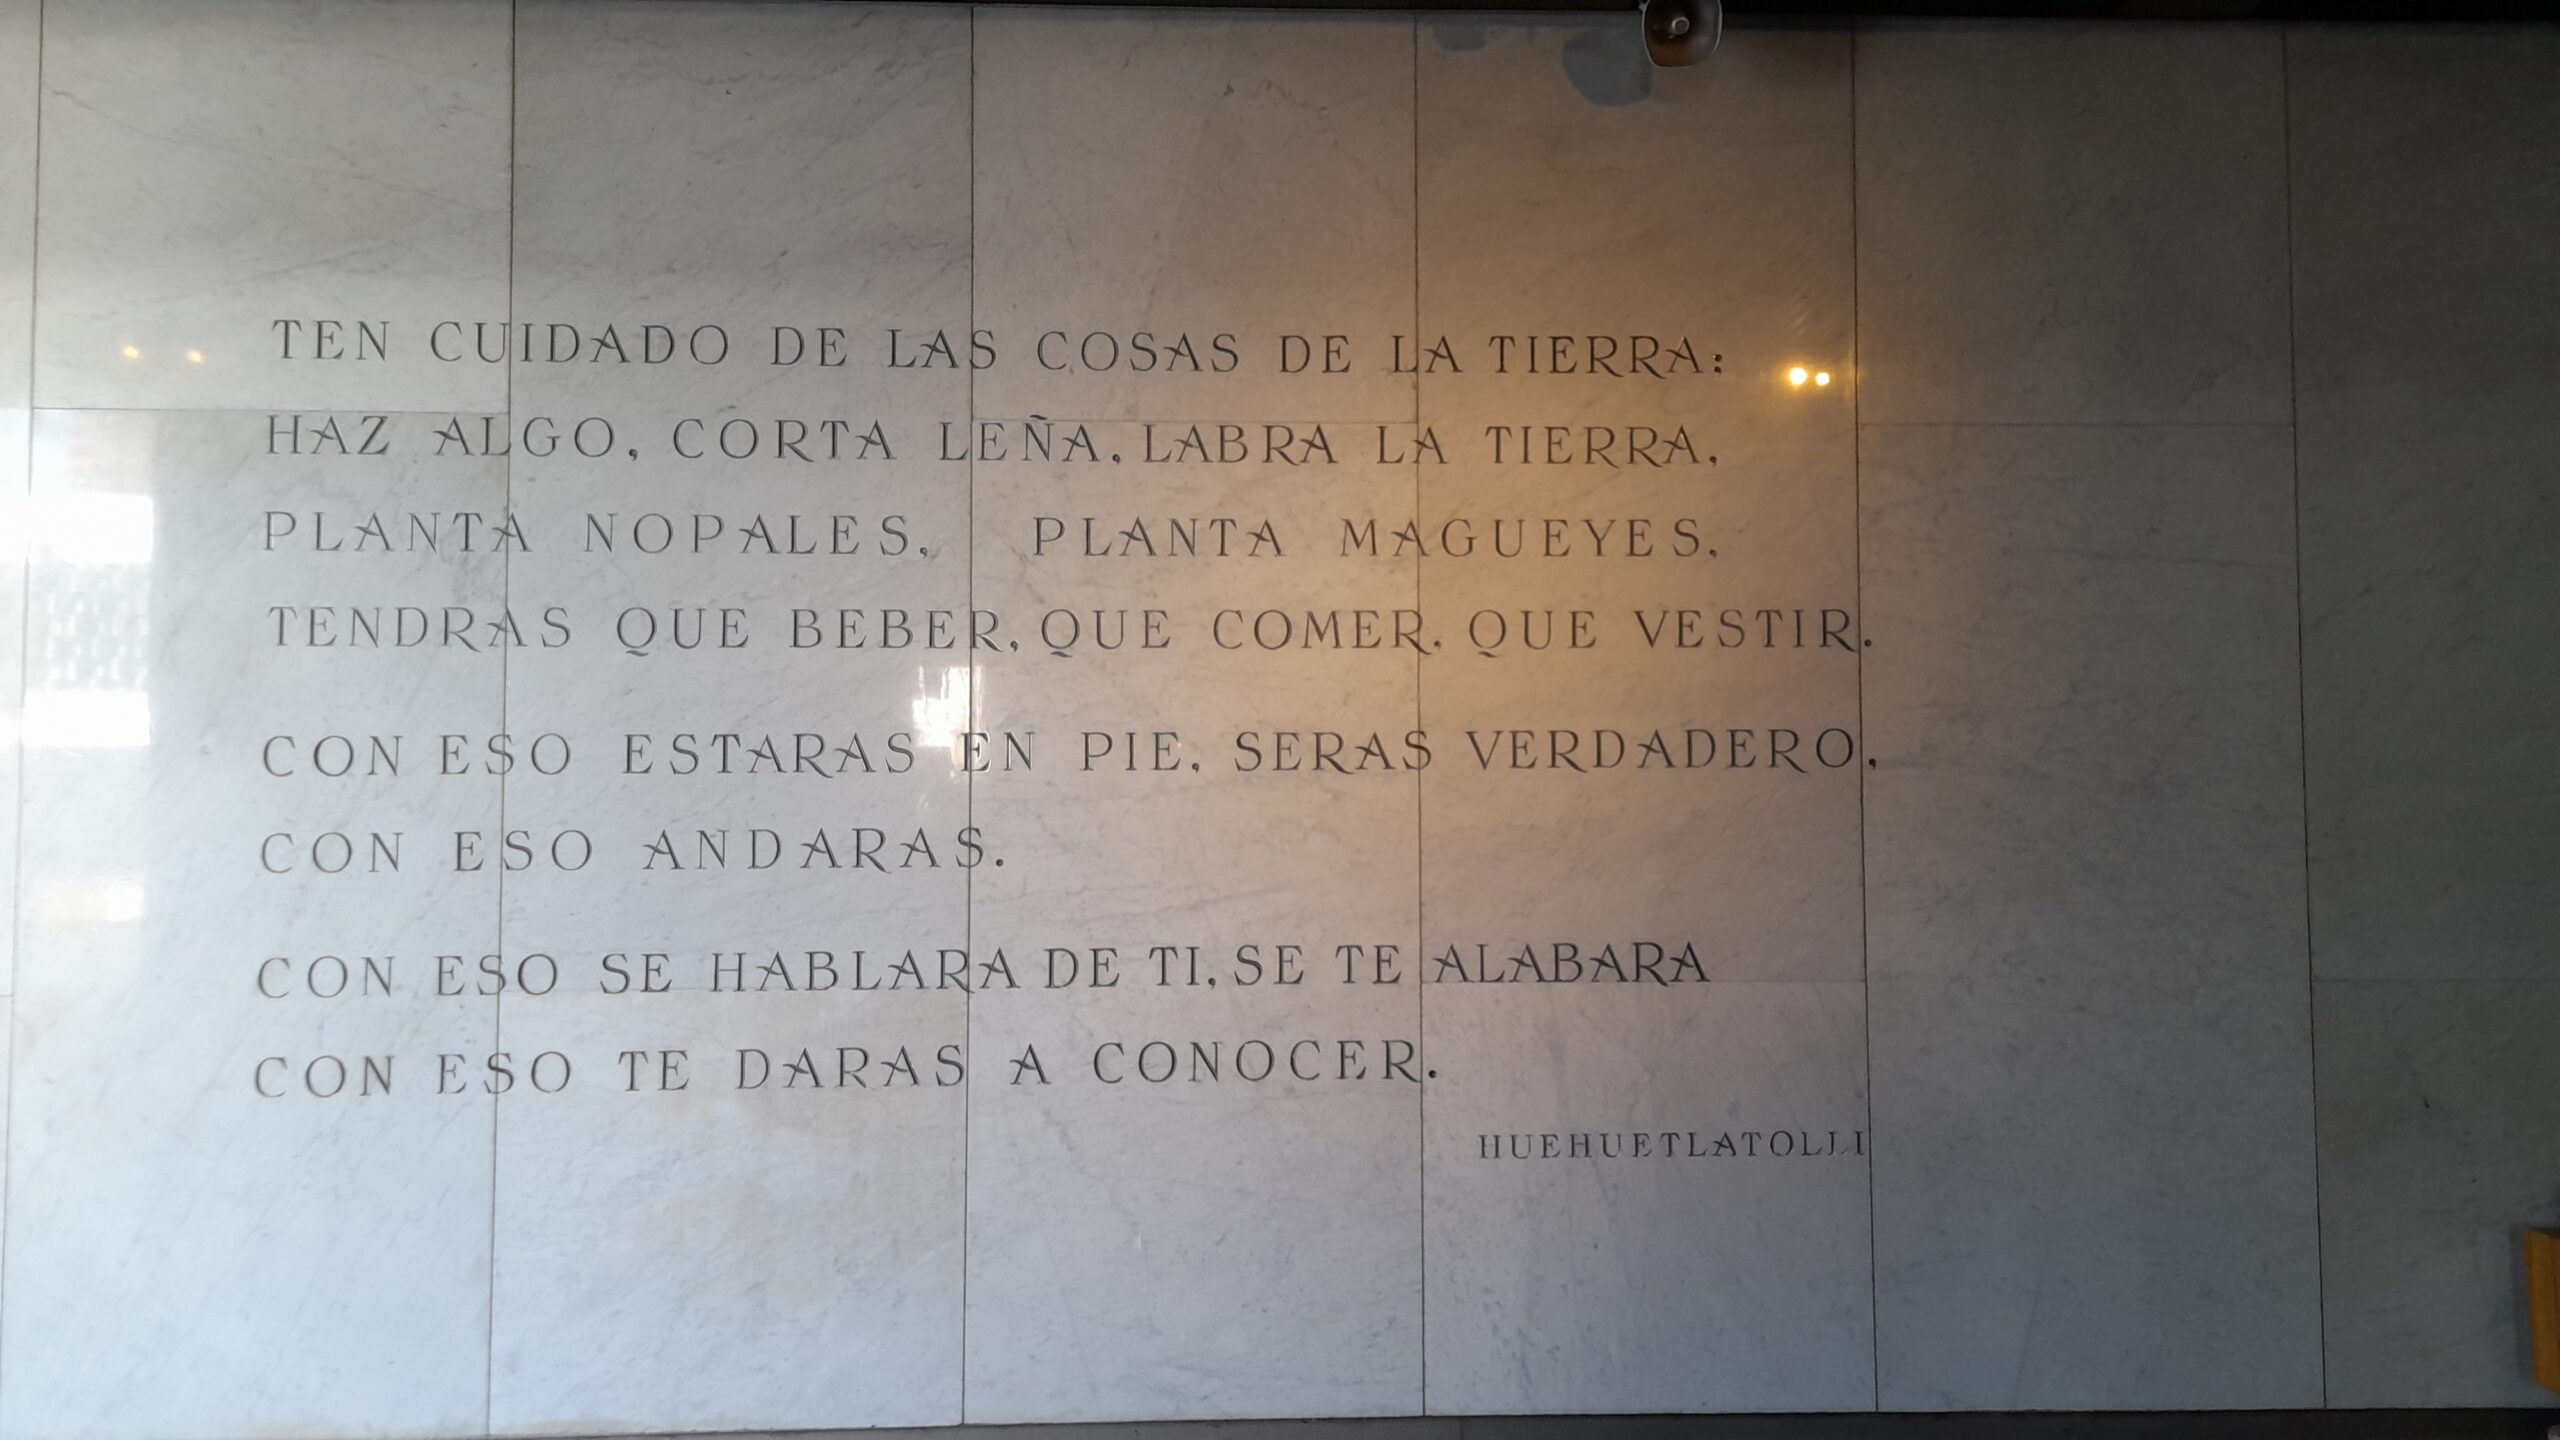 TEN CUIDADO DE LAS COSAS DE LA TIERRA:
HAZ ALGO, CORTA LEÑA, LABRA LA TIERRA,
PLANTA NOPALES, PLANTA MAGUEYES,
TENDRAS QUE BEBER, QUE COMER, QUE VESTIR.
CON ESO ESTARAS EN PIE, SERAS VERDADERO,
CON ESO ANDARAS.
CON ESO SE HABLARA DE TI, SE TE ALABARA
CON ESO TE DARAS A CONOCER.
HUEHUETLATOLLI